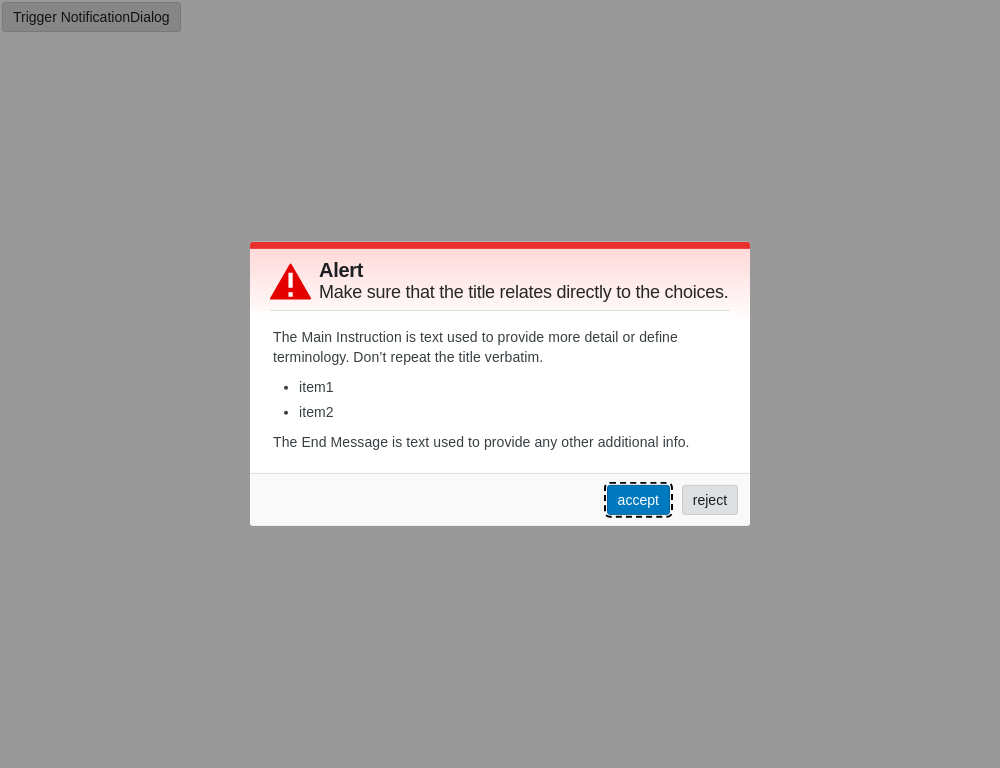 Trigger NotificationDialog
Alert
Make sure that the title relates directly to the choices.
The Main Instruction is text used to provide more detail or define
terminology. Don’t repeat the title verbatim.
• item1
• item2
The End Message is text used to provide any other additional info.
accept reject